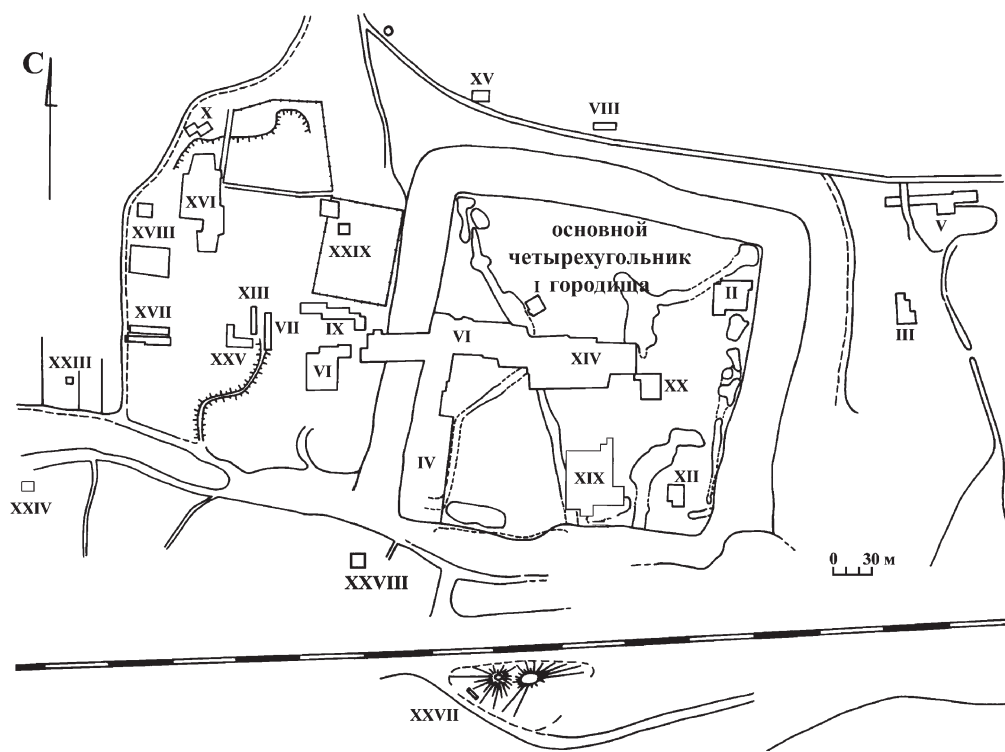 С
XV
VIII
X
XVI
XVIII
XXIX
основной
четырехугольник
I городища
V
II
III
XIII
XVII
VII
IX
XXV
VI
VI
XIV
XXIII
XX
IV
XIX
XII
XXIV
XXVIII
0 30 м
XXVII